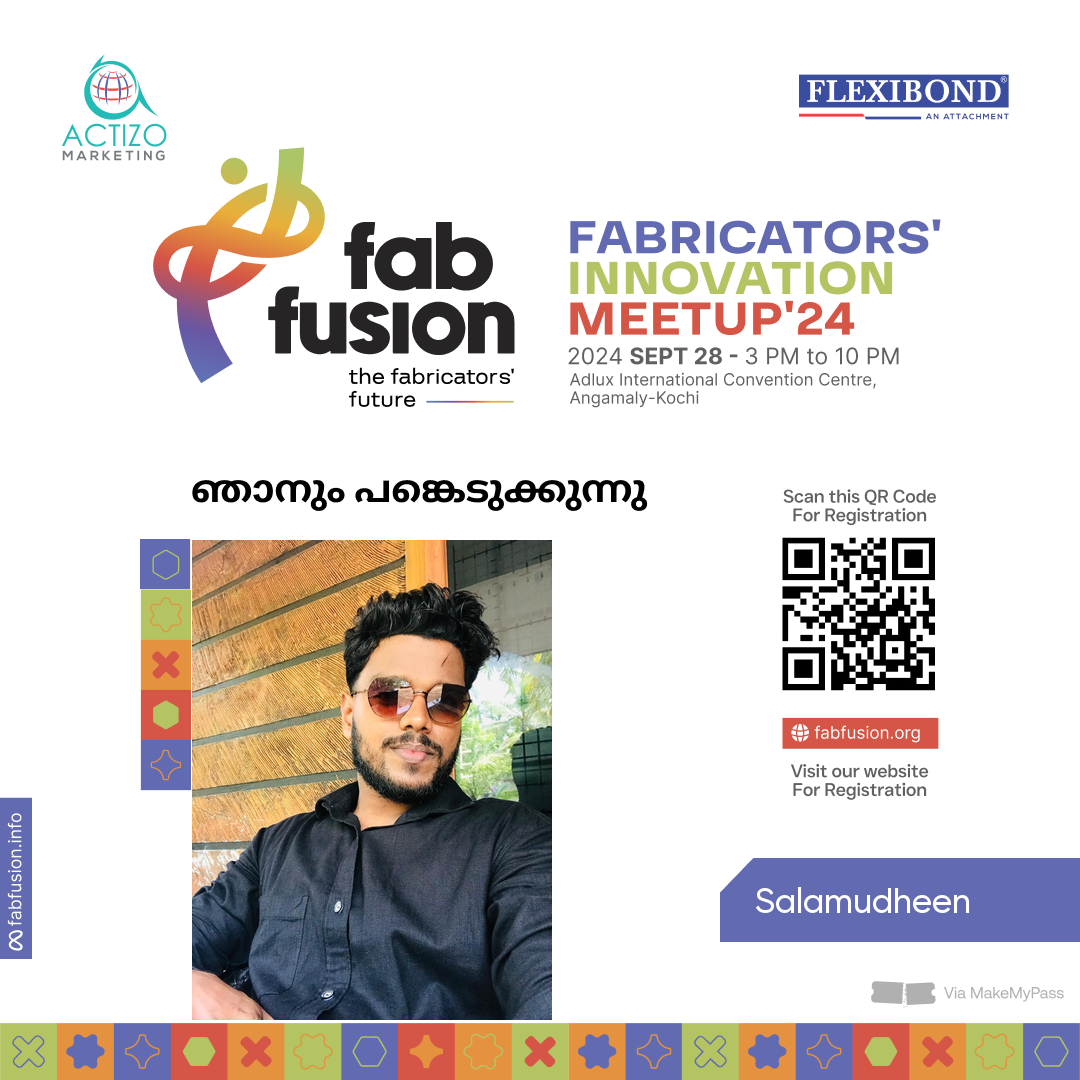 ACTIZO
MARKETING
FLEXIBOND®
AN ATTACHMENT
fab
fusion
the fabricators'
future
FABRICATORS'
INNOVATION
MEETUP'24
2024 SEPT 28 - 3 PM to 10 PM
Adlux International Convention Centre,
Angamaly-Kochi
ഞാനും പങ്കെടുക്കുന്നു
Scan this QR Code
For Registration
fabfusion.org
Visit our website
For Registration
fabfusion.info
Salamudheen
Via MakeMyPass